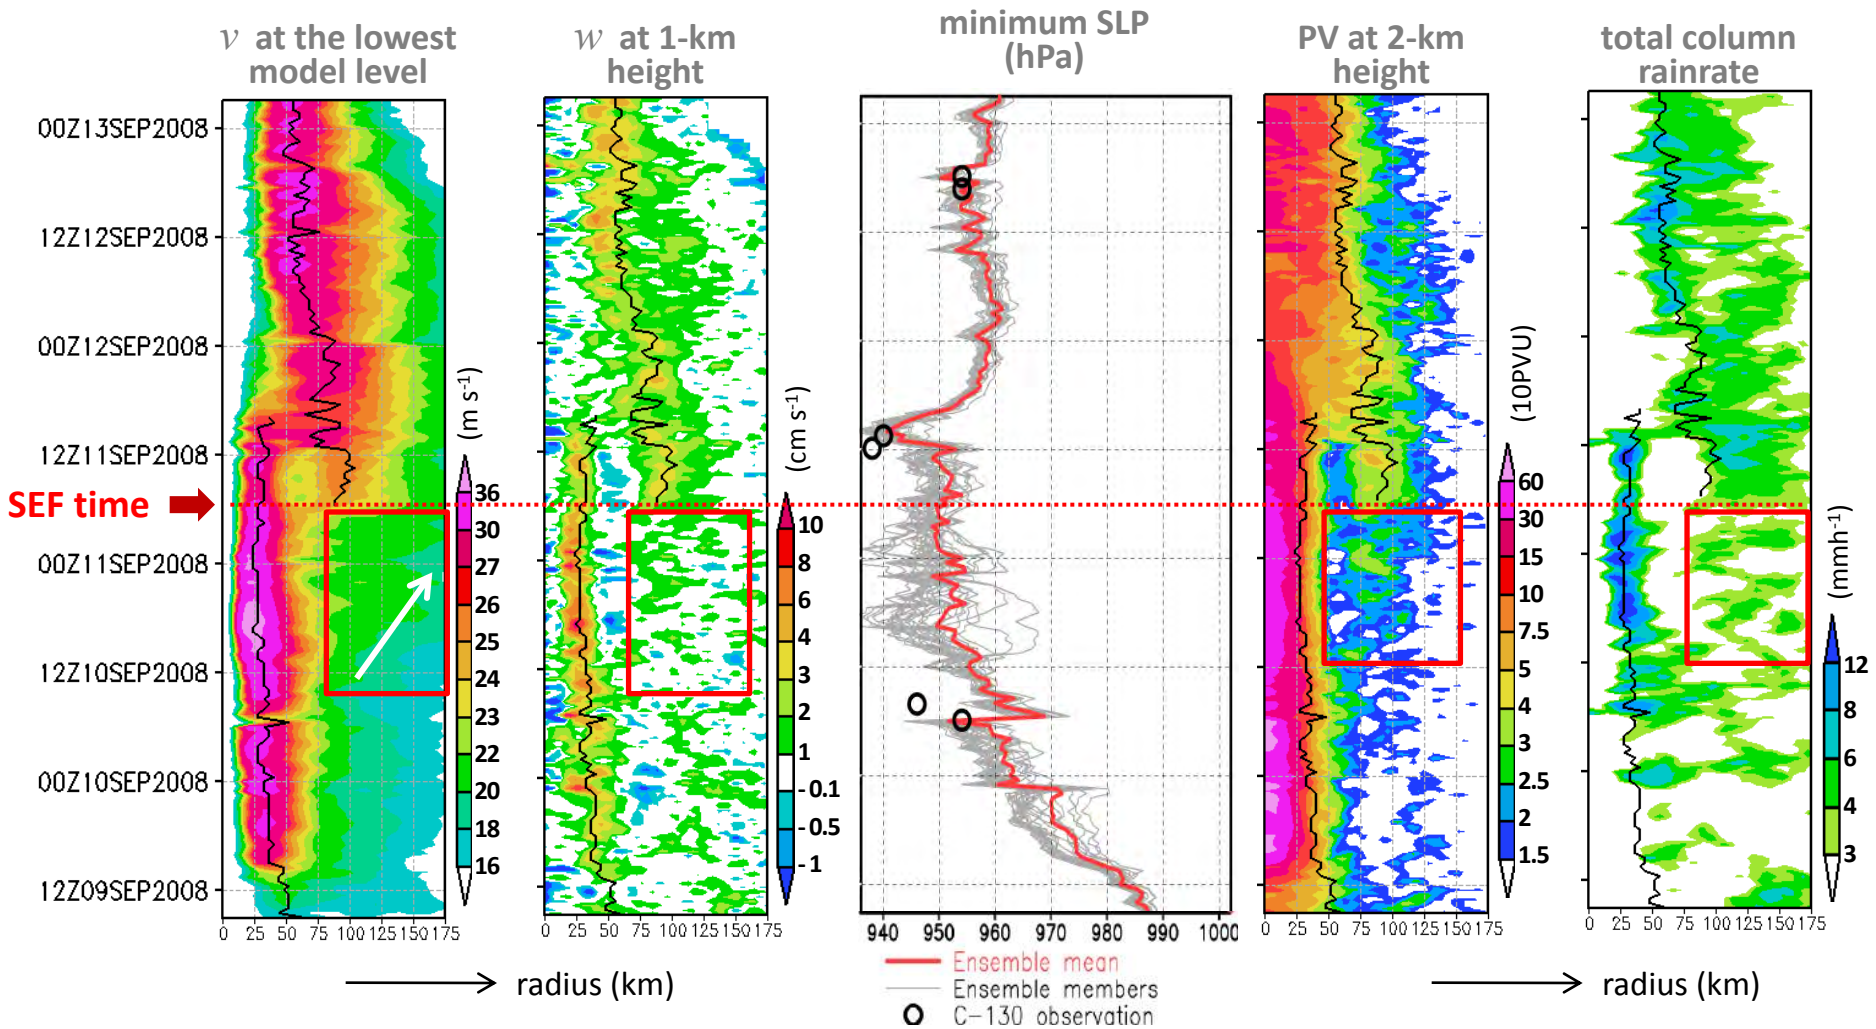 v at the lowest
model level
w at 1-km
height
minimum SLP
(hPa)
PV at 2-km
height
total column
rainrate
00Z13SEP2008
12Z12SEP2008
00Z12SEP2008
12Z11SEP2008
SEF time
00Z11SEP2008
12Z10SEP2008
00Z10SEP2008
12Z09SEP2008
(m s-1)
36
30
27
26
25
24
23
22
20
18
16
(cm s-1)
10
8
6
4
3
2
1
-0.1
-0.5
-1
(10PVU)
60
30
15
10
7.5
5
4
3
2.5
2
1.5
(mmh-1)
12
8
6
4
3
0 25 50 75 100 125 150 175
0 25 50 75 100 125 150 175
940 950 960 970 980 990 1000
0 25 50 75 100 125 150 175
0 25 50 75 100 125 150 175
radius (km)
Ensemble mean
Ensemble members
C-130 observation
radius (km)